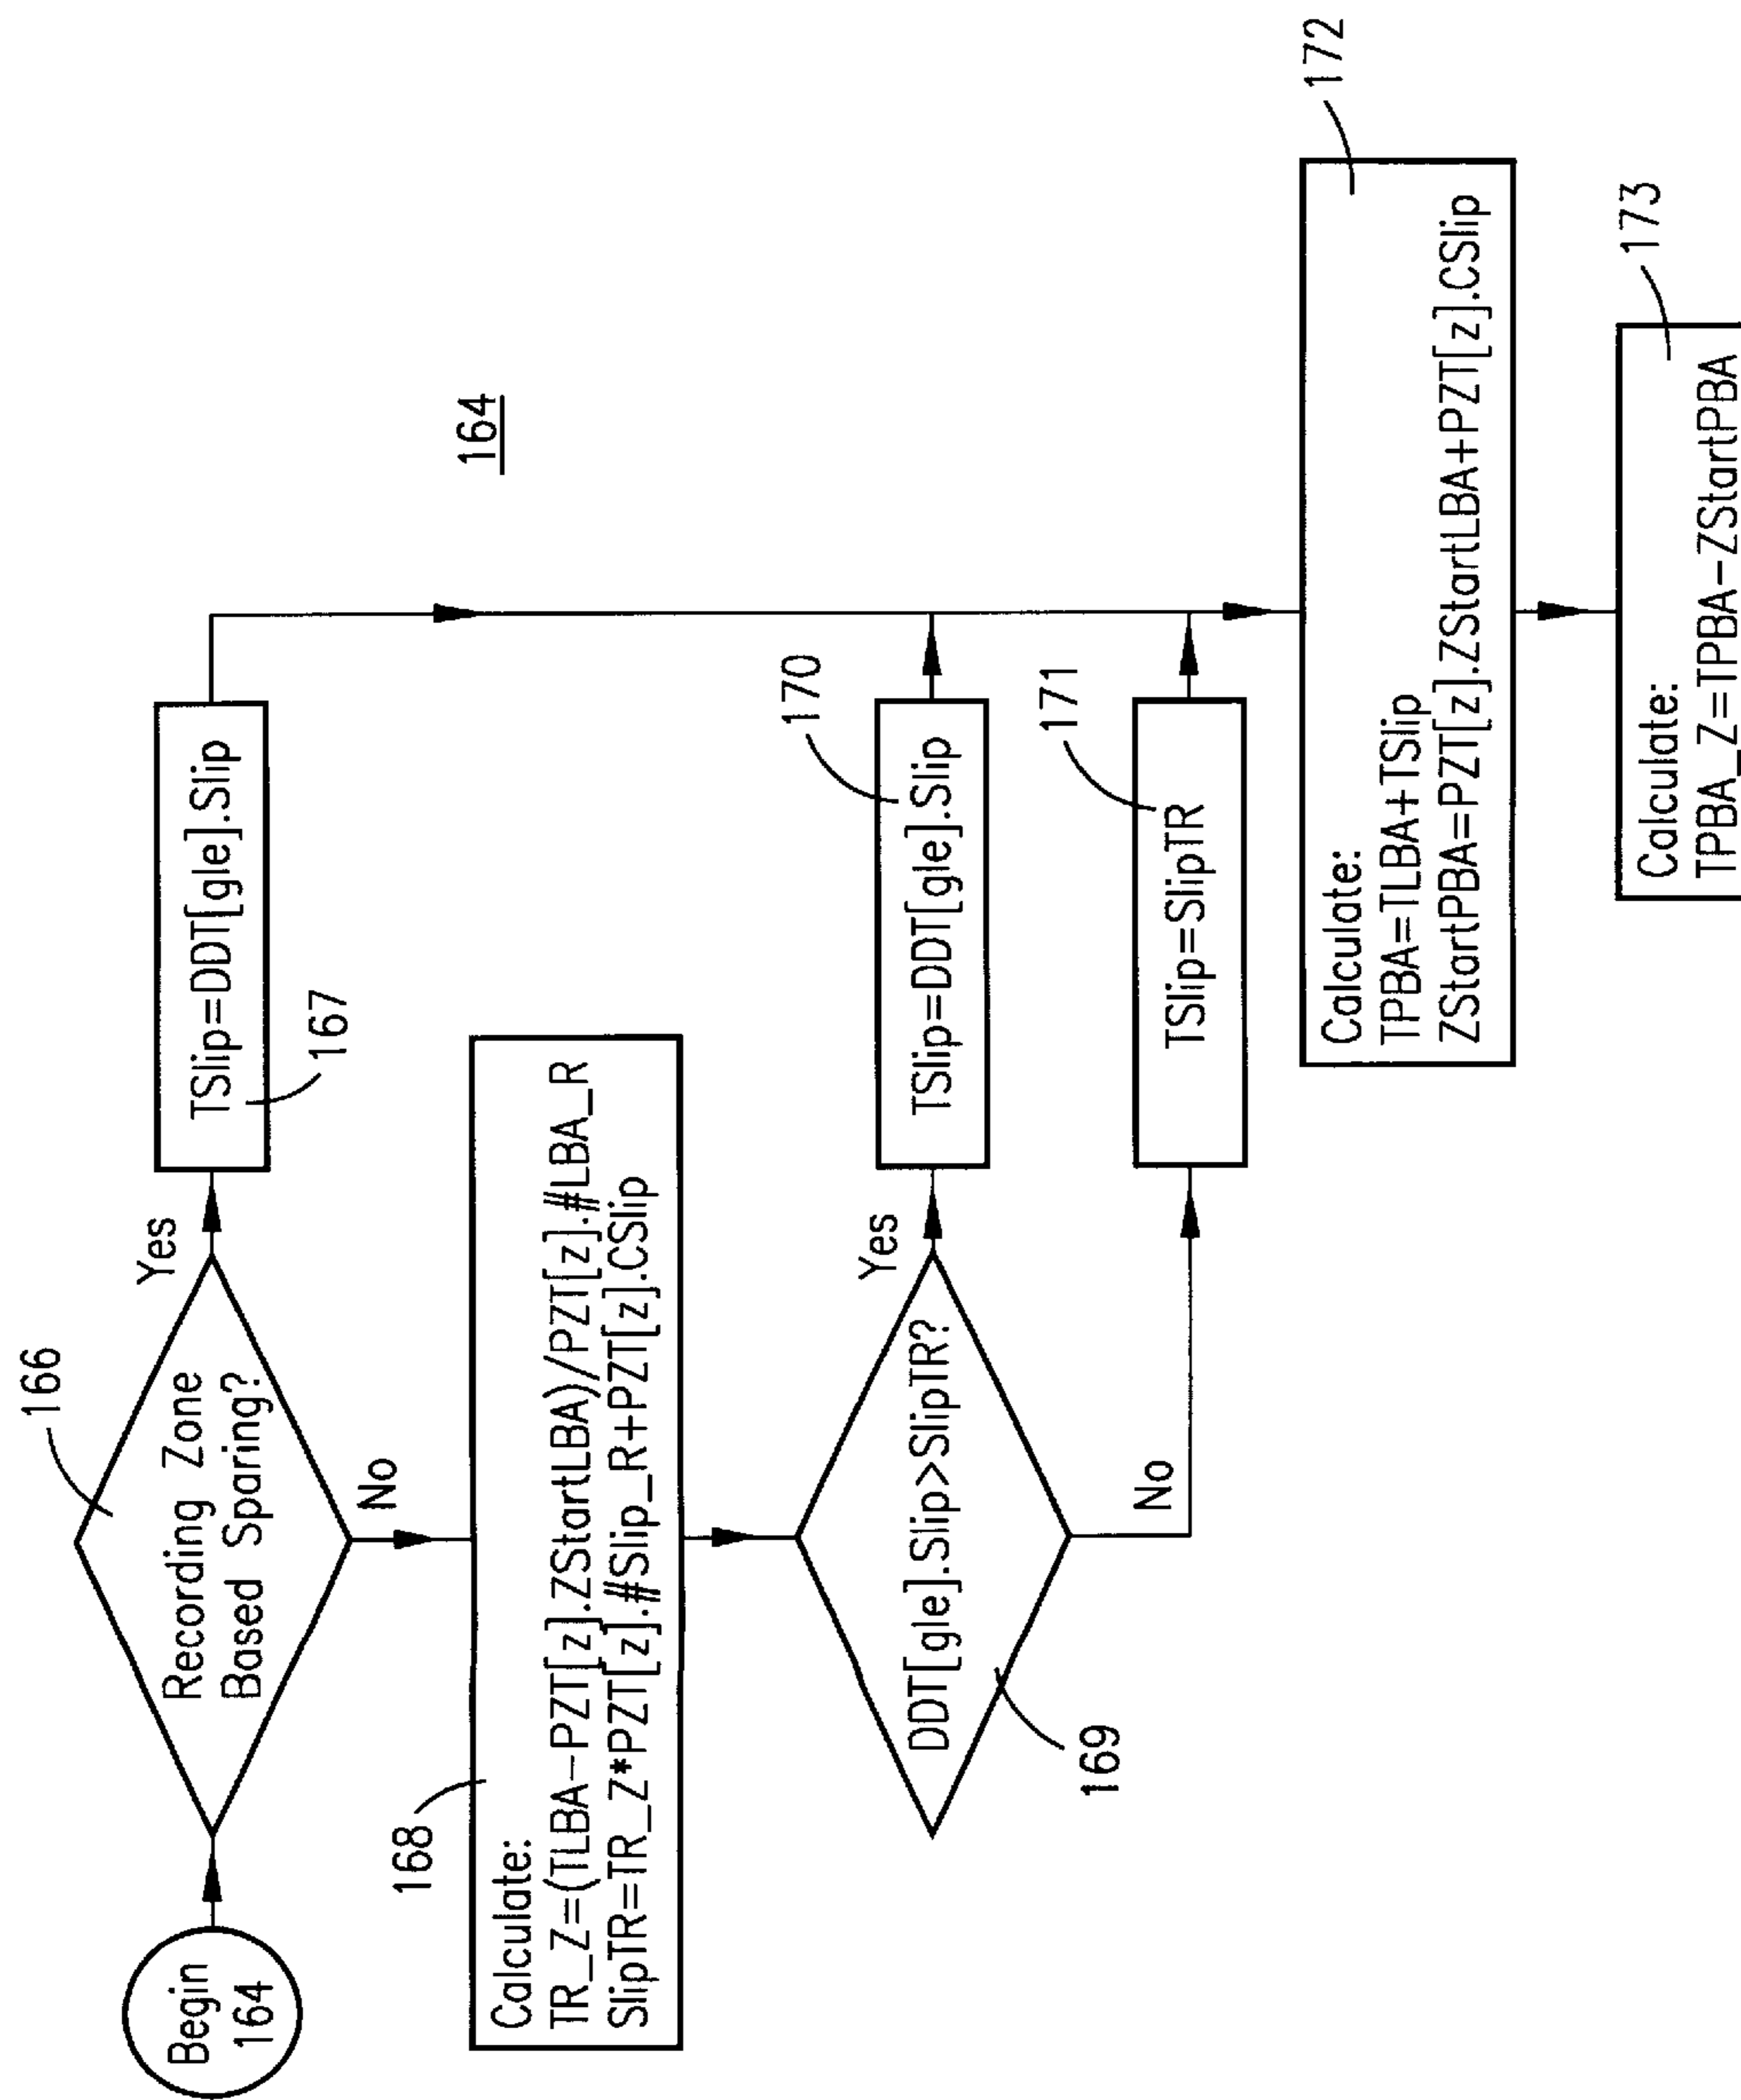 Begin
164
166
Recording Zone
Based Sparing?
Yes
No
TSlip=DDT[gle].Slip
167
168
Calculate:
TR_Z=(TLBA-PZT[z].ZStartLBA)/PZT[z].#LBA_R
SlipTR=TR_Z*PZT[z].#Slip_R+PZT[z].CSlip
164
DDT[gle].Slip>SlipTR?
169
Yes
No
TSlip=DDT[gle].Slip
170
TSlip=SlipTR
171
172
Calculate:
TPBA=TLBA+TSlip
ZStartPBA=PZT[z].ZStartLBA+PZT[z].CSlip
173
Calculate:
TPBA_Z=TPBA-ZStartPBA